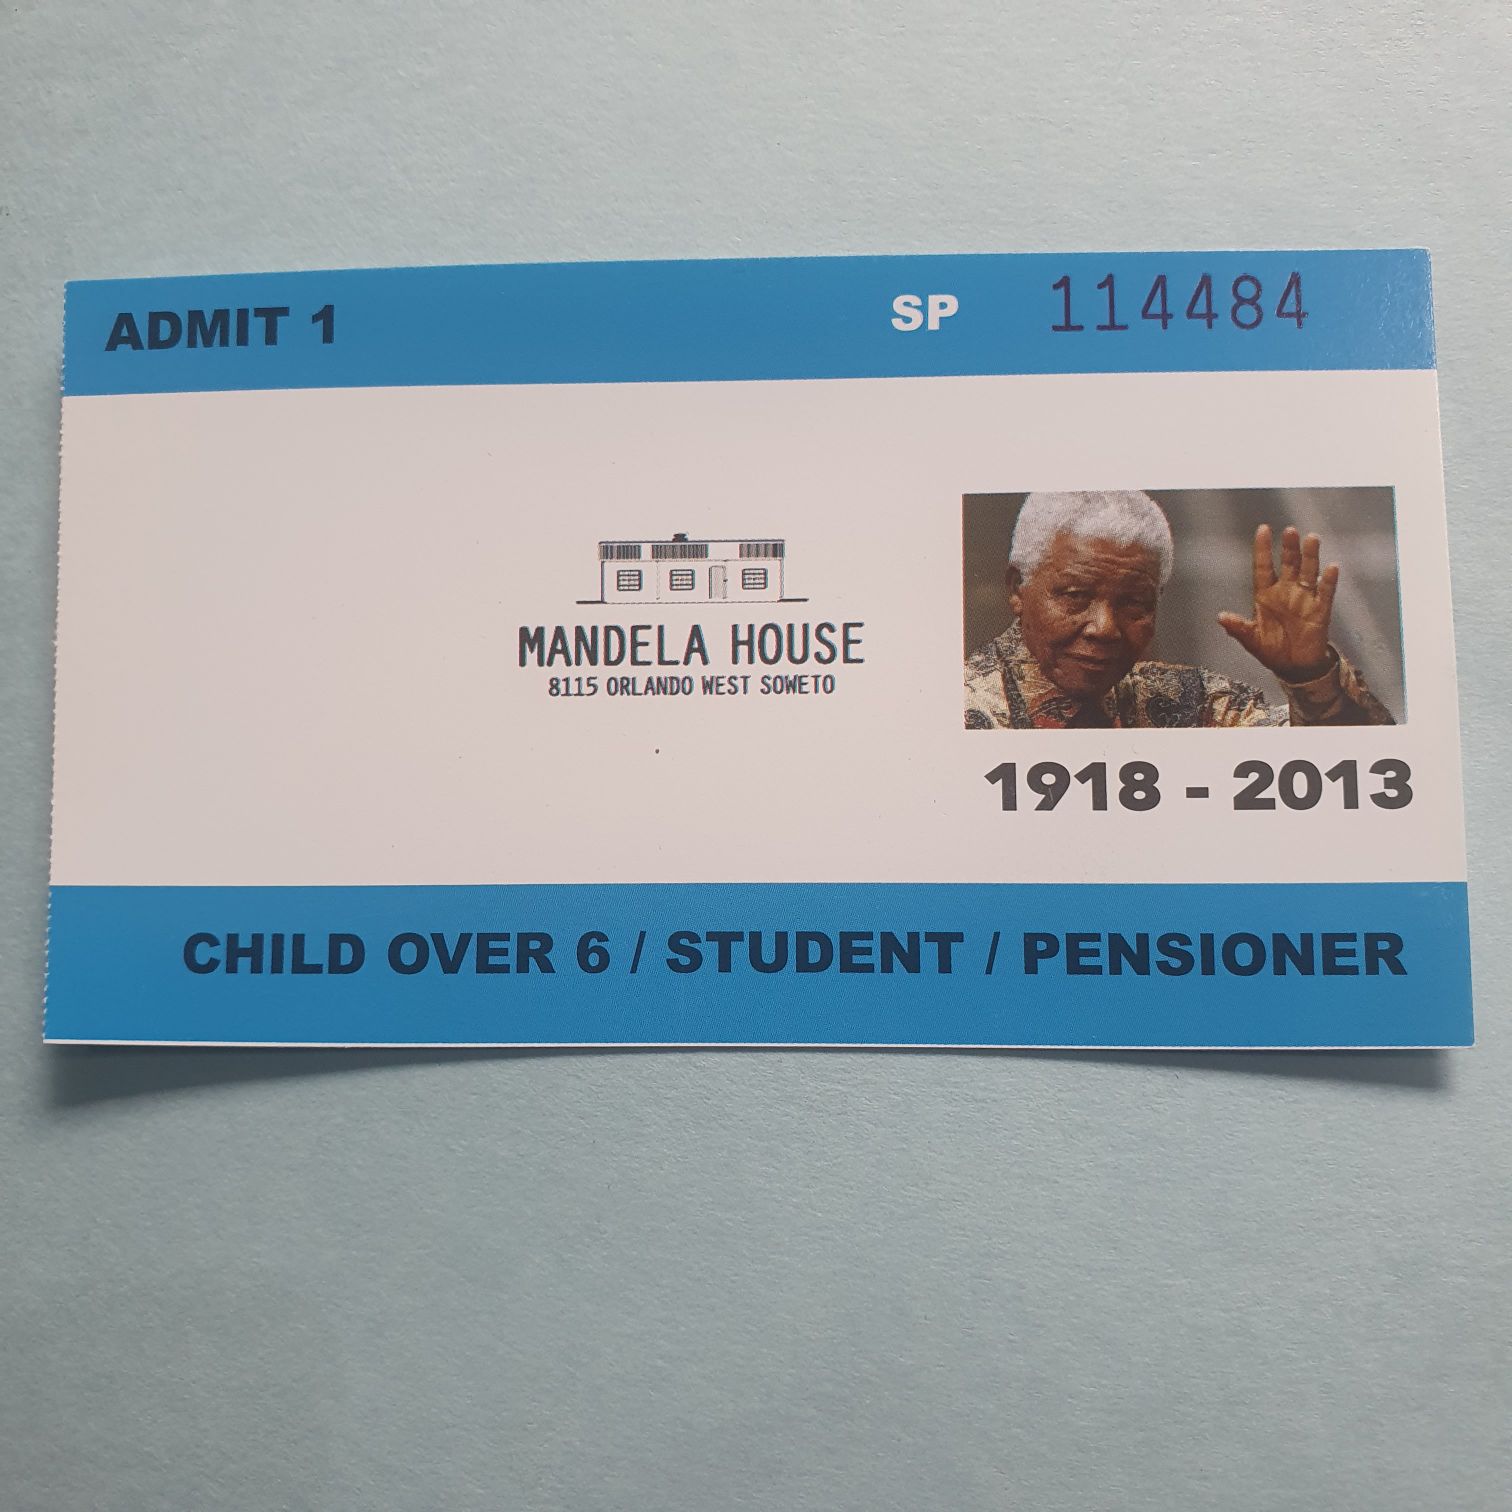 ADMIT 1
SP 114484
MANDELA HOUSE
8115 ORLANDO WEST SOWETO
1918 - 2013
CHILD OVER 6 / STUDENT / PENSIONER